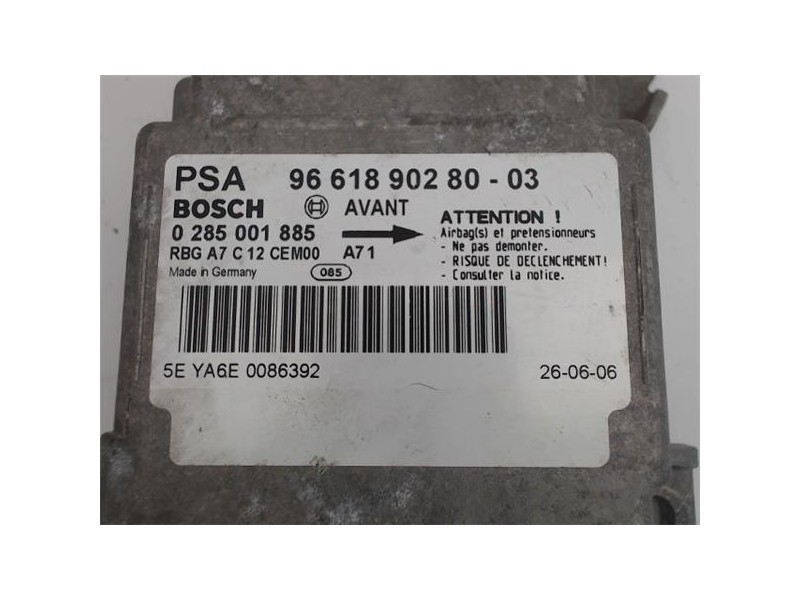 PSA 96 618 902 80 - 03
BOSCH AVANT
0 285 001 885
RBG A7 C 12 CEM00 A71
Made in Germany 085
ATTENTION !
Airbag(s) et pretensionneurs
- Ne pas demonter.
- RISQUE DE DECLENCHEMENT!
- Consulter la notice.
5E YA6E 0086392 26-06-06